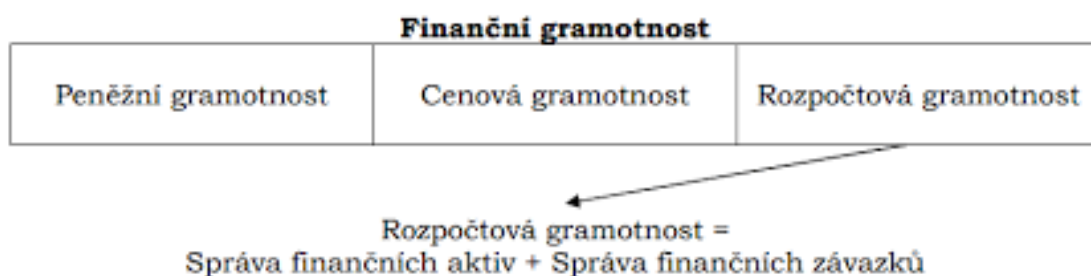 Finanční gramotnost
Peněžní gramotnost Cenová gramotnost Rozpočtová gramotnost
Rozpočtová gramotnost =
Správa finančních aktiv + Správa finančních závazků